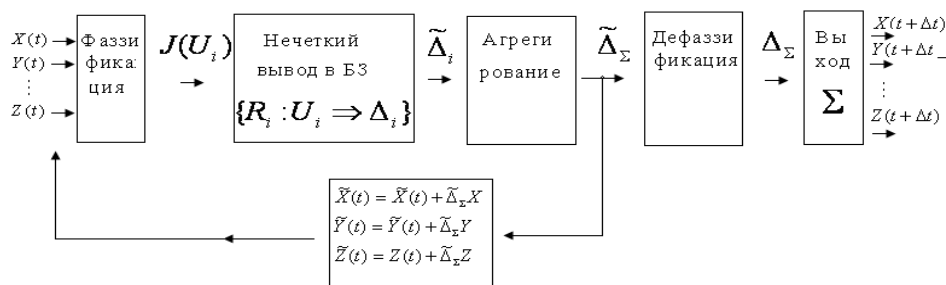 X(t)
Y(t)
⋮
Z(t)
Фаззи
фика:
ция
J(U_i)
Нечеткий
вывод в БЗ
{R_i : U_i ⇒ Δ_i}
Δ̃_i
Агреги
рование
Δ̃_Σ
Дефаззи
фикация
Δ_Σ
Вы
ход
Σ
X(t + Δt)
Y(t + Δt_
⋮
Z(t + Δt)
X̃(t) = X̃(t) + Δ̃_Σ X
Ỹ(t) = Ỹ(t) + Δ̃_Σ Y
Z̃(t) = Z(t) + Δ̃_Σ Z